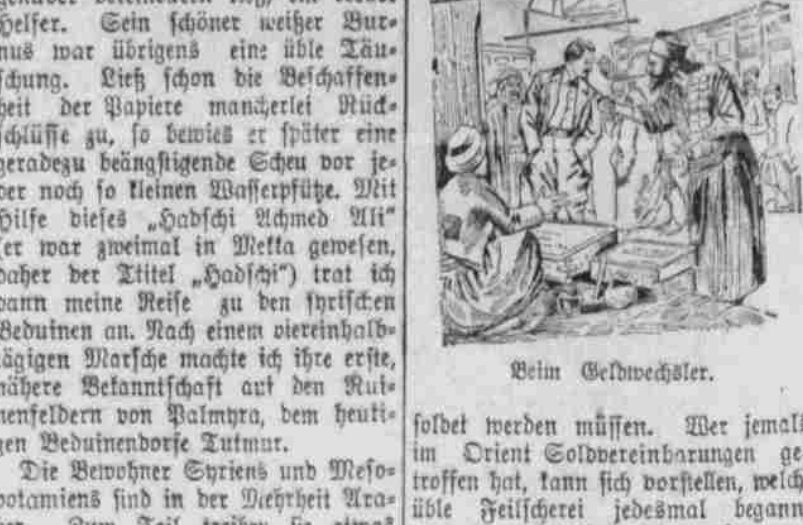 Helfer. Sein schöner weißer Bur-
nus war übrigens eine üble Täu-
schung. Ließ schon die Beschaffen-
heit der Papiere mancherlei Rück-
schlüsse zu, so bewies er später eine
geradezu beängstigende Scheu vor je-
der noch so kleinen Wasserpfütze. Mit
Hilfe dieses „Hadschi Achmed Ali"
(er war zweimal in Mekka gewesen,
daher der Ttitel „Hadschi") trat ich
dann meine Reise zu den syrischen
Beduinen an. Nach einem viereinhalb-
tägigen Marsche machte ich ihre erste,
nähere Bekanntschaft auf den Rui-
nenfeldern von Palmyra, dem heuti-
gen Beduinendorfe Tutmur.
Die Bewohner Syriens und Meso-
potamiens sind in der Mehrheit Ara-
Beim Geldwechsler.
soldet werden müssen. Wer jemals
im Orient Soldvereinbarungen ge-
troffen hat, kann sich vorstellen, welch
üble Feilscherei jedesmal begann